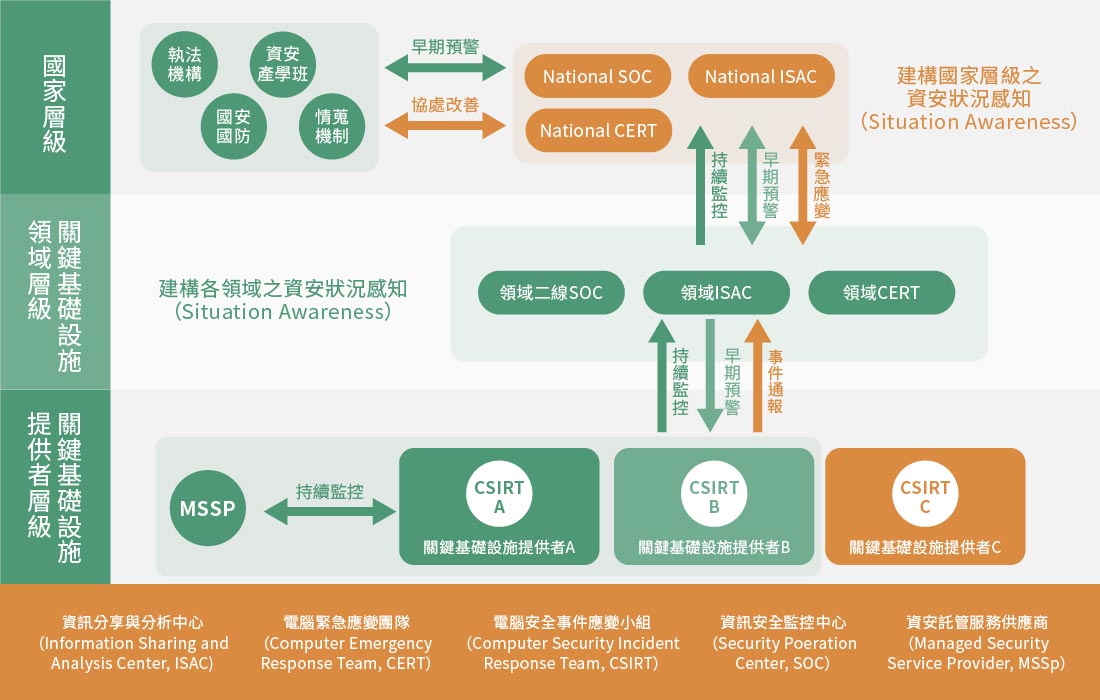 國家層級
執法
機構
資安
產學班
國安
國防
情蒐
機制
早期預警
協處改善
National SOC
National ISAC
National CERT
建構國家層級之
資安狀況感知
（Situation Awareness）
持續監控
早期預警
緊急應變
關鍵基礎設施
領域層級
建構各領域之資安狀況感知
（Situation Awareness）
領域二線SOC
領域ISAC
領域CERT
持續監控
早期預警
事件通報
關鍵基礎設施
提供者層級
MSSP
持續監控
CSIRT
A
關鍵基礎設施提供者A
CSIRT
B
關鍵基礎設施提供者B
CSIRT
C
關鍵基礎設施提供者C
資訊分享與分析中心
（Information Sharing and
Analysis Center, ISAC)
電腦緊急應變團隊
（Computer Emergency
Response Team, CERT）
電腦安全事件應變小組
（Computer Security Incident
Response Team, CSIRT）
資訊安全監控中心
（Security Poeration
Center, SOC）
資安託管服務供應商
（Managed Security
Service Provider, MSSp）